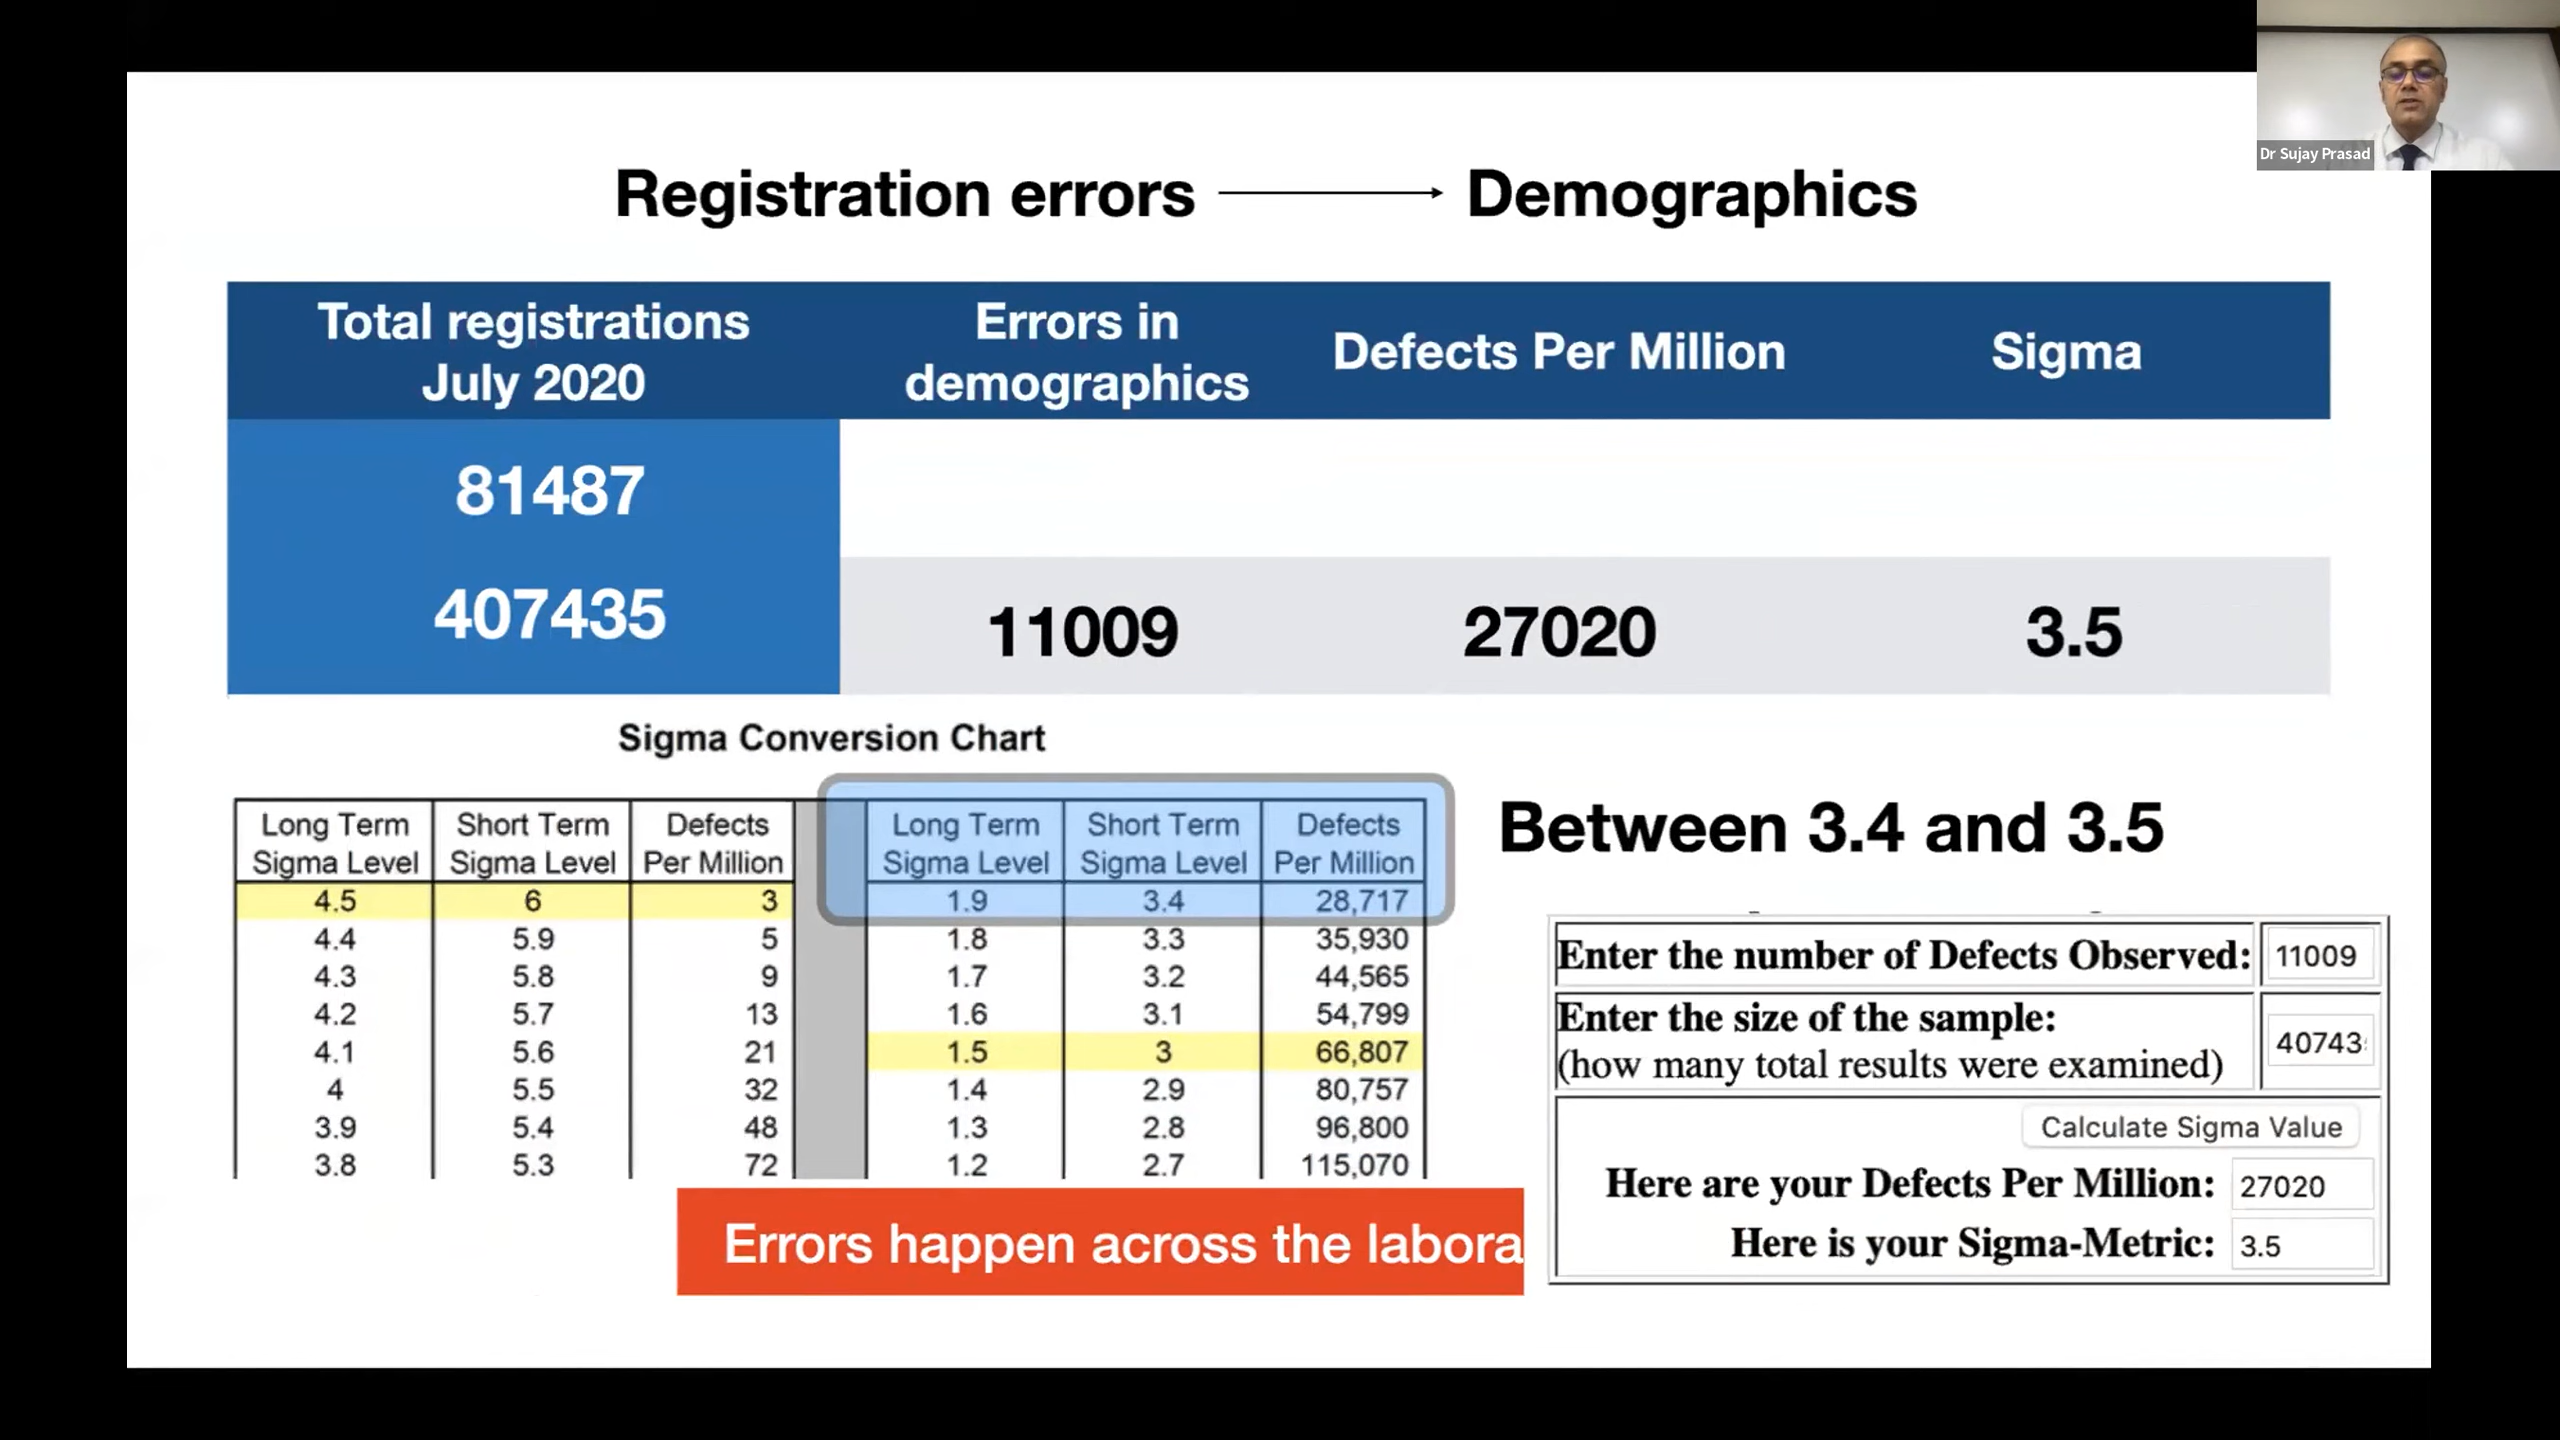 Dr Sujay Prasad
Registration errors Demographics
Total registrations July 2020 Errors in demographics Defects Per Million Sigma
81487
407435 11009 27020 3.5
Sigma Conversion Chart
Long Term Sigma Level Short Term Sigma Level Defects Per Million Long Term Sigma Level Short Term Sigma Level Defects Per Million
4.5 6 3 1.9 3.4 28,717
4.4 5.9 5 1.8 3.3 35,930
4.3 5.8 9 1.7 3.2 44,565
4.2 5.7 13 1.6 3.1 54,799
4.1 5.6 21 1.5 3 66,807
4 5.5 32 1.4 2.9 80,757
3.9 5.4 48 1.3 2.8 96,800
3.8 5.3 72 1.2 2.7 115,070
Between 3.4 and 3.5
Enter the number of Defects Observed: 11009
Enter the size of the sample:
(how many total results were examined) 40743
Calculate Sigma Value
Here are your Defects Per Million: 27020
Here is your Sigma-Metric: 3.5
Errors happen across the labora